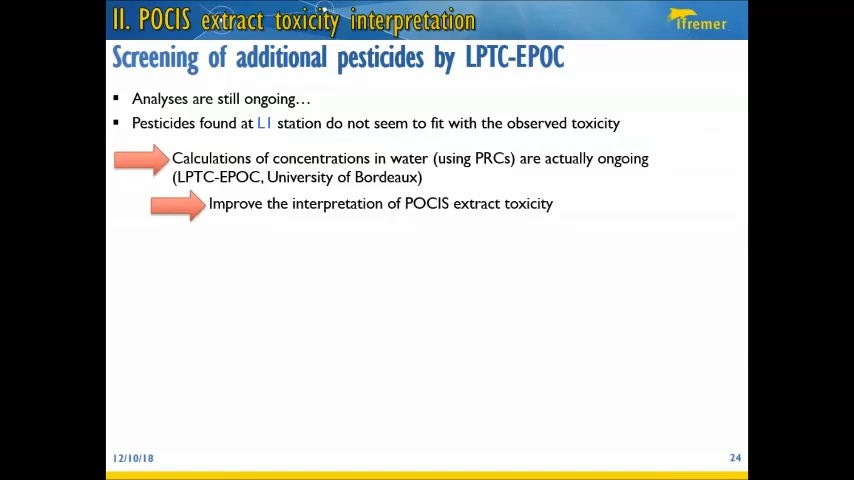 II. POCIS extract toxicity interpretation
ifremer
Screening of additional pesticides by LPTC-EPOC
▪ Analyses are still ongoing…
▪ Pesticides found at L1 station do not seem to fit with the observed toxicity
Calculations of concentrations in water (using PRCs) are actually ongoing
(LPTC-EPOC, University of Bordeaux)
Improve the interpretation of POCIS extract toxicity
12/10/18
24